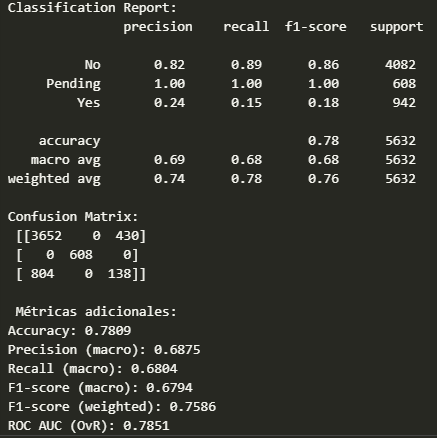 Classification Report:
precision recall f1-score support
No 0.82 0.89 0.86 4082
Pending 1.00 1.00 1.00 608
Yes 0.24 0.15 0.18 942
accuracy 0.78 5632
macro avg 0.69 0.68 0.68 5632
weighted avg 0.74 0.78 0.76 5632
Confusion Matrix:
[[3652 0 430]
[ 0 608 0]
[ 804 0 138]]
Métricas adicionales:
Accuracy: 0.7809
Precision (macro): 0.6875
Recall (macro): 0.6804
F1-score (macro): 0.6794
F1-score (weighted): 0.7586
ROC AUC (OvR): 0.7851